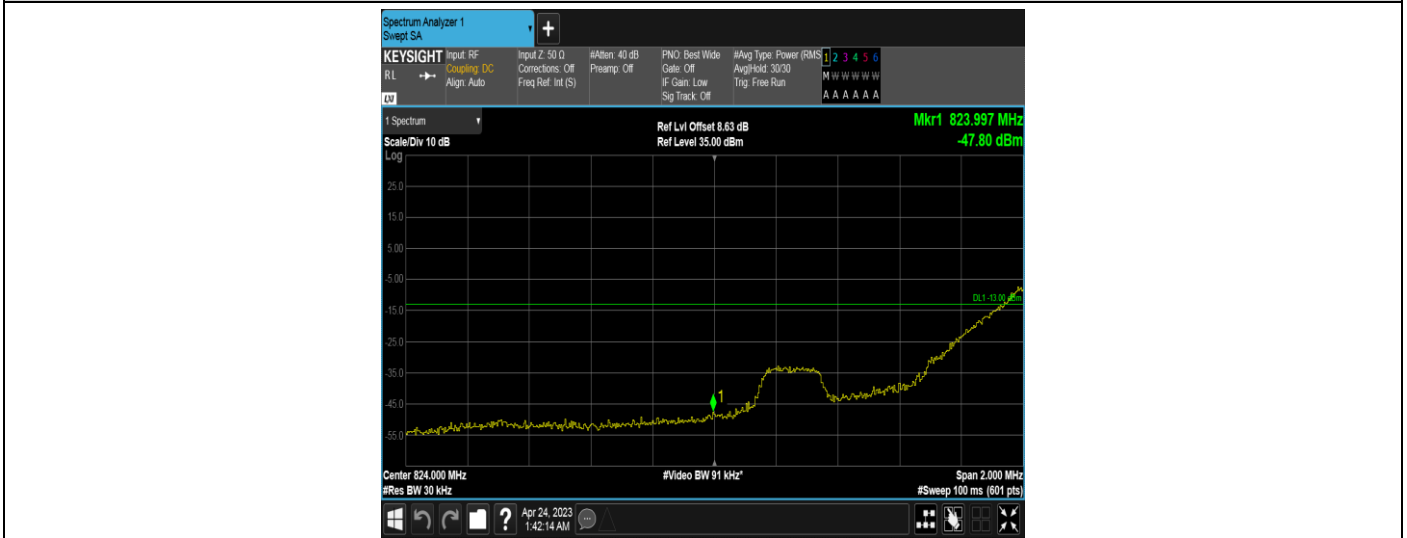 Spectrum Analyzer 1
Swept SA
+
KEYSIGHT
RL
LXI
Input: RF
Coupling: DC
Align: Auto
Input Z: 50 Ω
Corrections: Off
Freq Ref: Int (S)
#Atten: 40 dB
Preamp: Off
PNO: Best Wide
Gate: Off
IF Gain: Low
Sig Track: Off
#Avg Type: Power (RMS
Avg|Hold: 30/30
Trig: Free Run
1 2 3 4 5 6
M W W W W W
A A A A A A
1 Spectrum
Scale/Div 10 dB
Log
Ref Lvl Offset 8.63 dB
Ref Level 35.00 dBm
Mkr1 823.997 MHz
-47.80 dBm
25.0
15.0
5.00
-5.00
DL1 -13.00 dBm
-15.0
-25.0
-35.0
1
-45.0
-55.0
Center 824.000 MHz
#Res BW 30 kHz
#Video BW 91 kHz*
Span 2.000 MHz
#Sweep 100 ms (601 pts)
?
Apr 24, 2023
1:42:14 AM